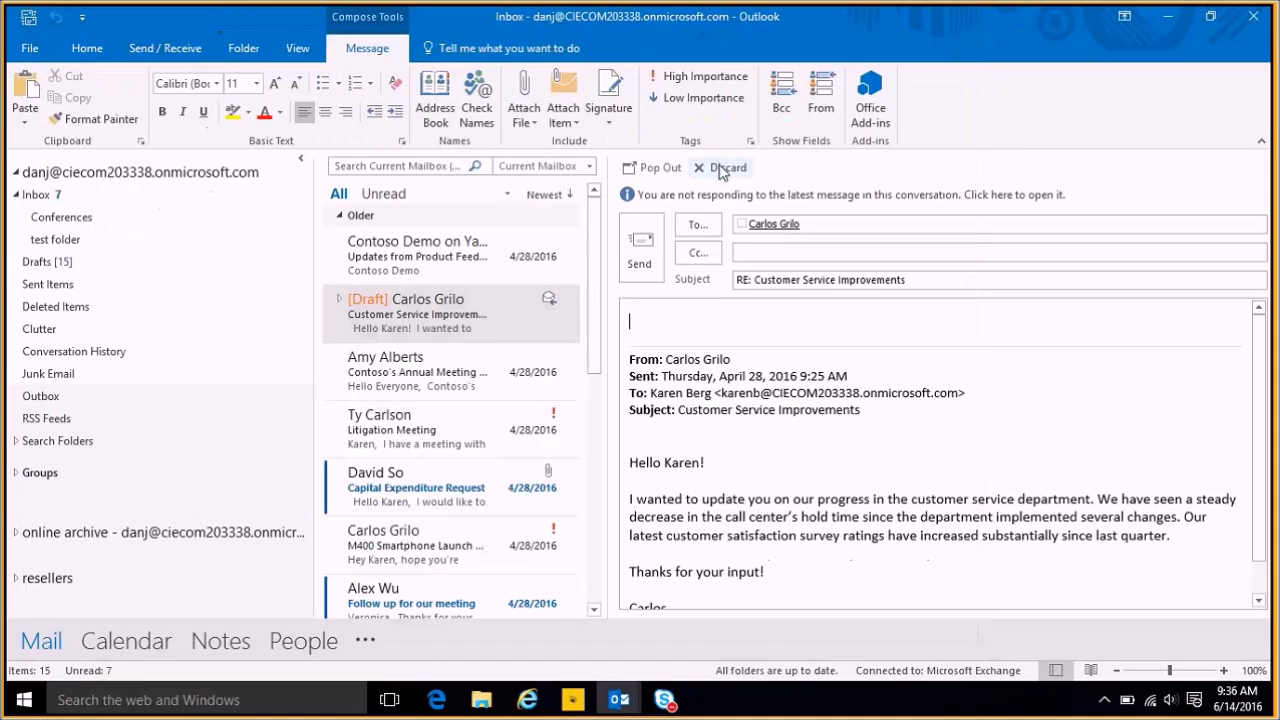 Compose Tools
Inbox - danj@CIECOM203338.onmicrosoft.com - Outlook
File Home Send / Receive Folder View Message Tell me what you want to do
Paste
Cut
Copy
Format Painter
Clipboard
Calibri (Boc 11
B I U A
Basic Text
Address Book
Check Names
Names
Attach File
Attach Item
Signature
Include
High Importance
Low Importance
Tags
Bcc From
Show Fields
Office Add-ins
Add-ins
danj@ciecom203338.onmicrosoft.com
Inbox 7
Conferences
test folder
Drafts [15]
Sent Items
Deleted Items
Clutter
Conversation History
Junk Email
Outbox
RSS Feeds
Search Folders
Groups
online archive - danj@ciecom203338.onmicr...
resellers
Search Current Mailbox (... Current Mailbox
All Unread Newest
Older
Contoso Demo on Ya...
Updates from Product Feed... 4/28/2016
Contoso Demo
[Draft] Carlos Grilo
Customer Service Improvem...
Hello Karen! I wanted to
Amy Alberts
Contoso's Annual Meeting ... 4/28/2016
Hello Everyone, Contoso's
Ty Carlson !
Litigation Meeting 4/28/2016
Karen, I have a meeting with
David So
Capital Expenditure Request 4/28/2016
Hello Karen, I would like to
Carlos Grilo !
M400 Smartphone Launch ... 4/28/2016
Hey Karen, hope you're
Alex Wu
Follow up for our meeting 4/28/2016
Veronica, Thanks for your
Pop Out Discard
You are not responding to the latest message in this conversation. Click here to open it.
Send
To... Carlos Grilo
Cc...
Subject RE: Customer Service Improvements
From: Carlos Grilo
Sent: Thursday, April 28, 2016 9:25 AM
To: Karen Berg <karenb@CIECOM203338.onmicrosoft.com>
Subject: Customer Service Improvements
Hello Karen!
I wanted to update you on our progress in the customer service department. We have seen a steady
decrease in the call center's hold time since the department implemented several changes. Our
latest customer satisfaction survey ratings have increased substantially since last quarter.
Thanks for your input!
Carlos
Mail Calendar Notes People •••
Items: 15 Unread: 7 All folders are up to date. Connected to: Microsoft Exchange 100%
Search the web and Windows
9:36 AM
6/14/2016